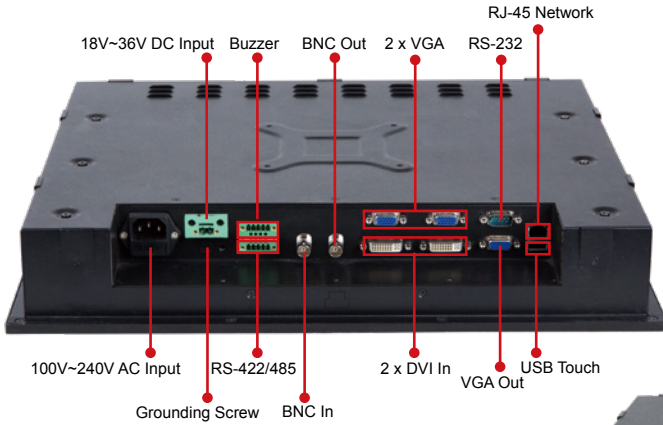 RJ-45 Network
18V~36V DC Input
Buzzer
BNC Out
2 x VGA
RS-232
100V~240V AC Input
RS-422/485
2 x DVI In
USB Touch
VGA Out
Grounding Screw
BNC In